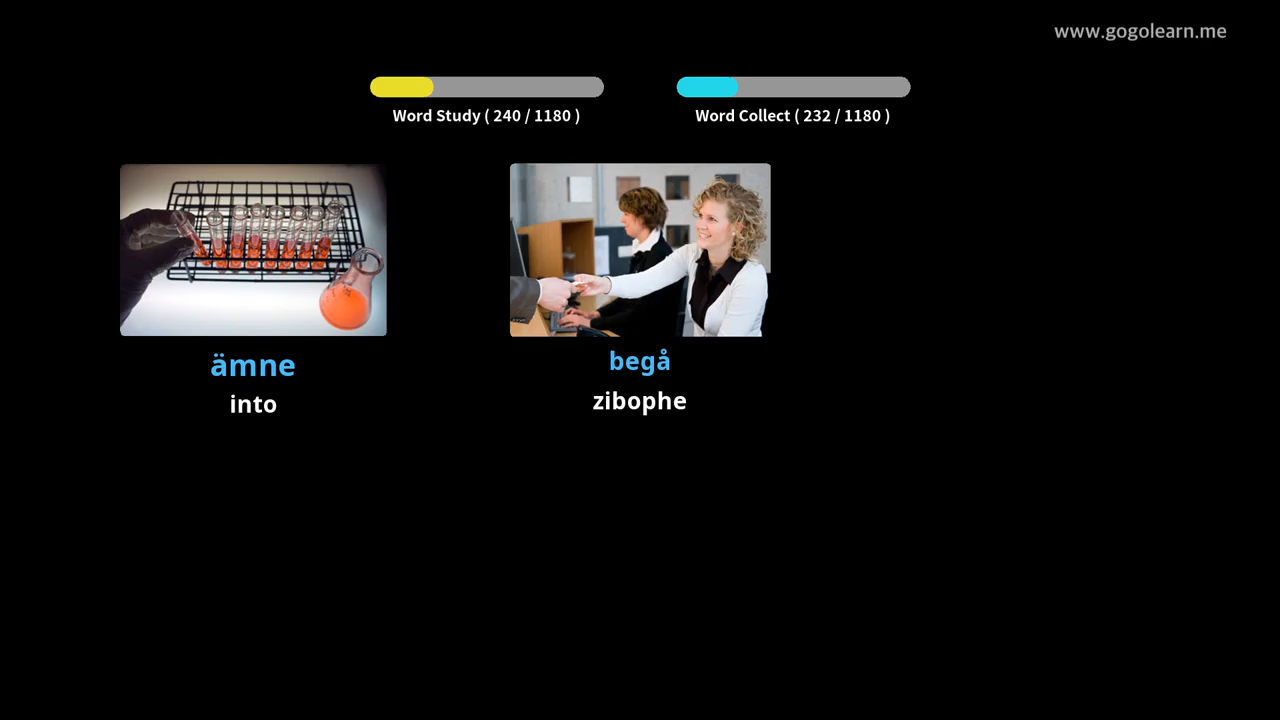 www.gogolearn.me
Word Study ( 240 / 1180 )
Word Collect ( 232 / 1180 )
ämne
into
begå
zibophe